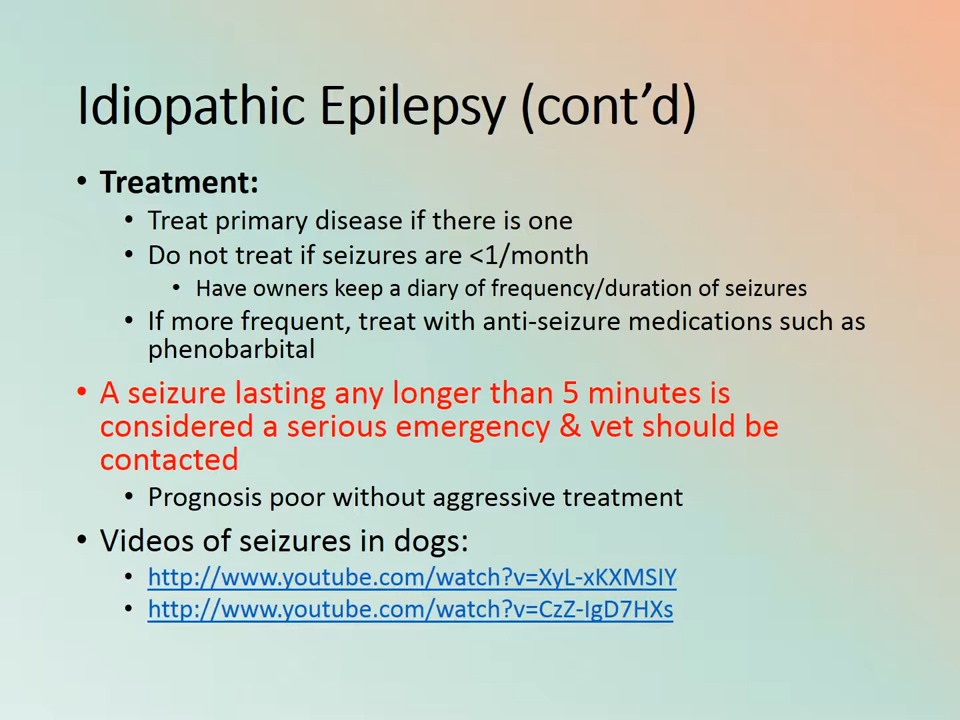 Idiopathic Epilepsy (cont’d)
• Treatment:
• Treat primary disease if there is one
• Do not treat if seizures are <1/month
• Have owners keep a diary of frequency/duration of seizures
• If more frequent, treat with anti-seizure medications such as
phenobarbital
• A seizure lasting any longer than 5 minutes is
considered a serious emergency & vet should be
contacted
• Prognosis poor without aggressive treatment
• Videos of seizures in dogs:
• http://www.youtube.com/watch?v=XyL-xKXMSIY
• http://www.youtube.com/watch?v=CzZ-IgD7HXs